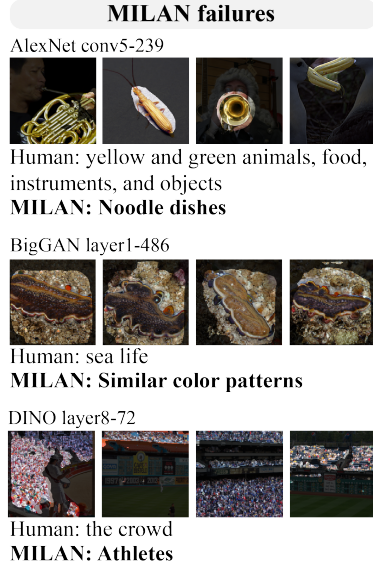 MILAN failures
AlexNet conv5-239
Human: yellow and green animals, food,
instruments, and objects
MILAN: Noodle dishes
BigGAN layer1-486
Human: sea life
MILAN: Similar color patterns
DINO layer8-72
Human: the crowd
MILAN: Athletes